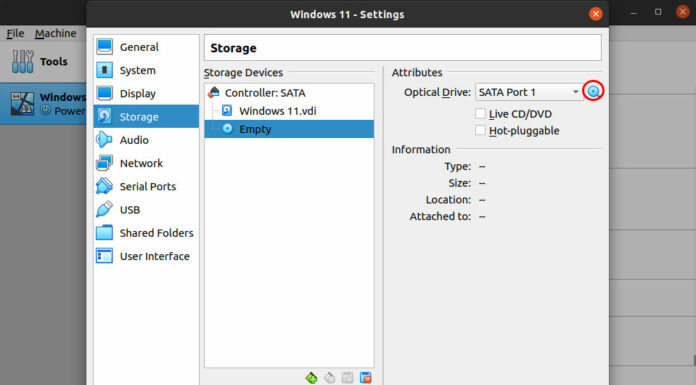 Windows 11 - Settings
File Machine
Tools
Windows
Power
General
System
Display
Storage
Audio
Network
Serial Ports
USB
Shared Folders
User Interface
Storage
Storage Devices
Controller: SATA
Windows 11.vdi
Empty
Attributes
Optical Drive: SATA Port 1
Live CD/DVD
Hot-pluggable
Information
Type: --
Size: --
Location: --
Attached to: --